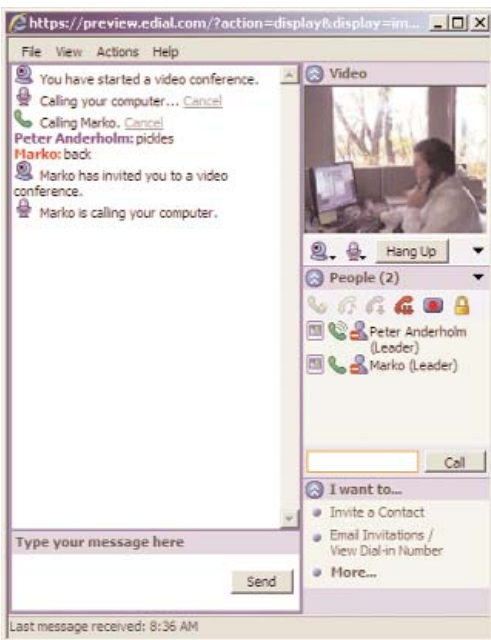 https://preview.edial.com/?action=display&display=im...
File View Actions Help
You have started a video conference.
Calling your computer... Cancel
Calling Marko. Cancel
Peter Anderholm: pickles
Marko: back
Marko has invited you to a video
conference.
Marko is calling your computer.
Type your message here
Send
Last message received: 8:36 AM
Video
Hang Up
People (2)
Peter Anderholm
(Leader)
Marko (Leader)
Call
I want to...
Invite a Contact
Email Invitations /
View Dial-in Number
More...